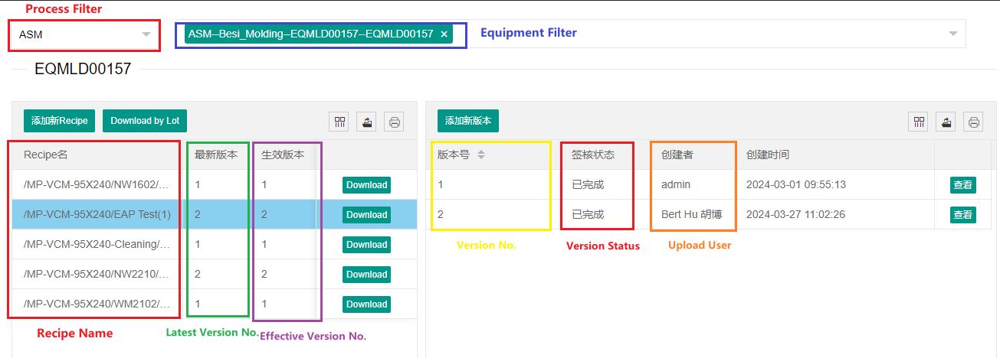 Process Filter
ASM
ASM--Besi_Molding--EQMLD00157--EQMLD00157 ×
Equipment Filter
EQMLD00157
添加新Recipe
Download by Lot
Recipe名
最新版本
生效版本
/MP-VCM-95X240/NW1602/...
1
1
Download
/MP-VCM-95X240/EAP Test(1)
2
2
Download
/MP-VCM-95X240-Cleaning/...
1
1
Download
/MP-VCM-95X240/NW2210/...
2
2
Download
/MP-VCM-95X240/WM2102/...
1
1
Download
Recipe Name
Latest Version No.
Effective Version No.
添加新版本
版本号
签核状态
创建者
创建时间
1
已完成
admin
2024-03-01 09:55:13
查看
2
已完成
Bert Hu 胡博
2024-03-27 11:02:26
查看
Version No.
Version Status
Upload User